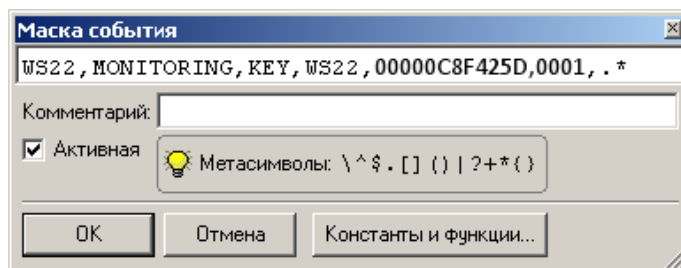 Маска события
WS22,MONITORING,KEY,WS22,00000C8F425D,0001,.*
Комментарий:
Активная
Метасимволы: \^$.[]()|?+*{}
OK Отмена Константы и функции...